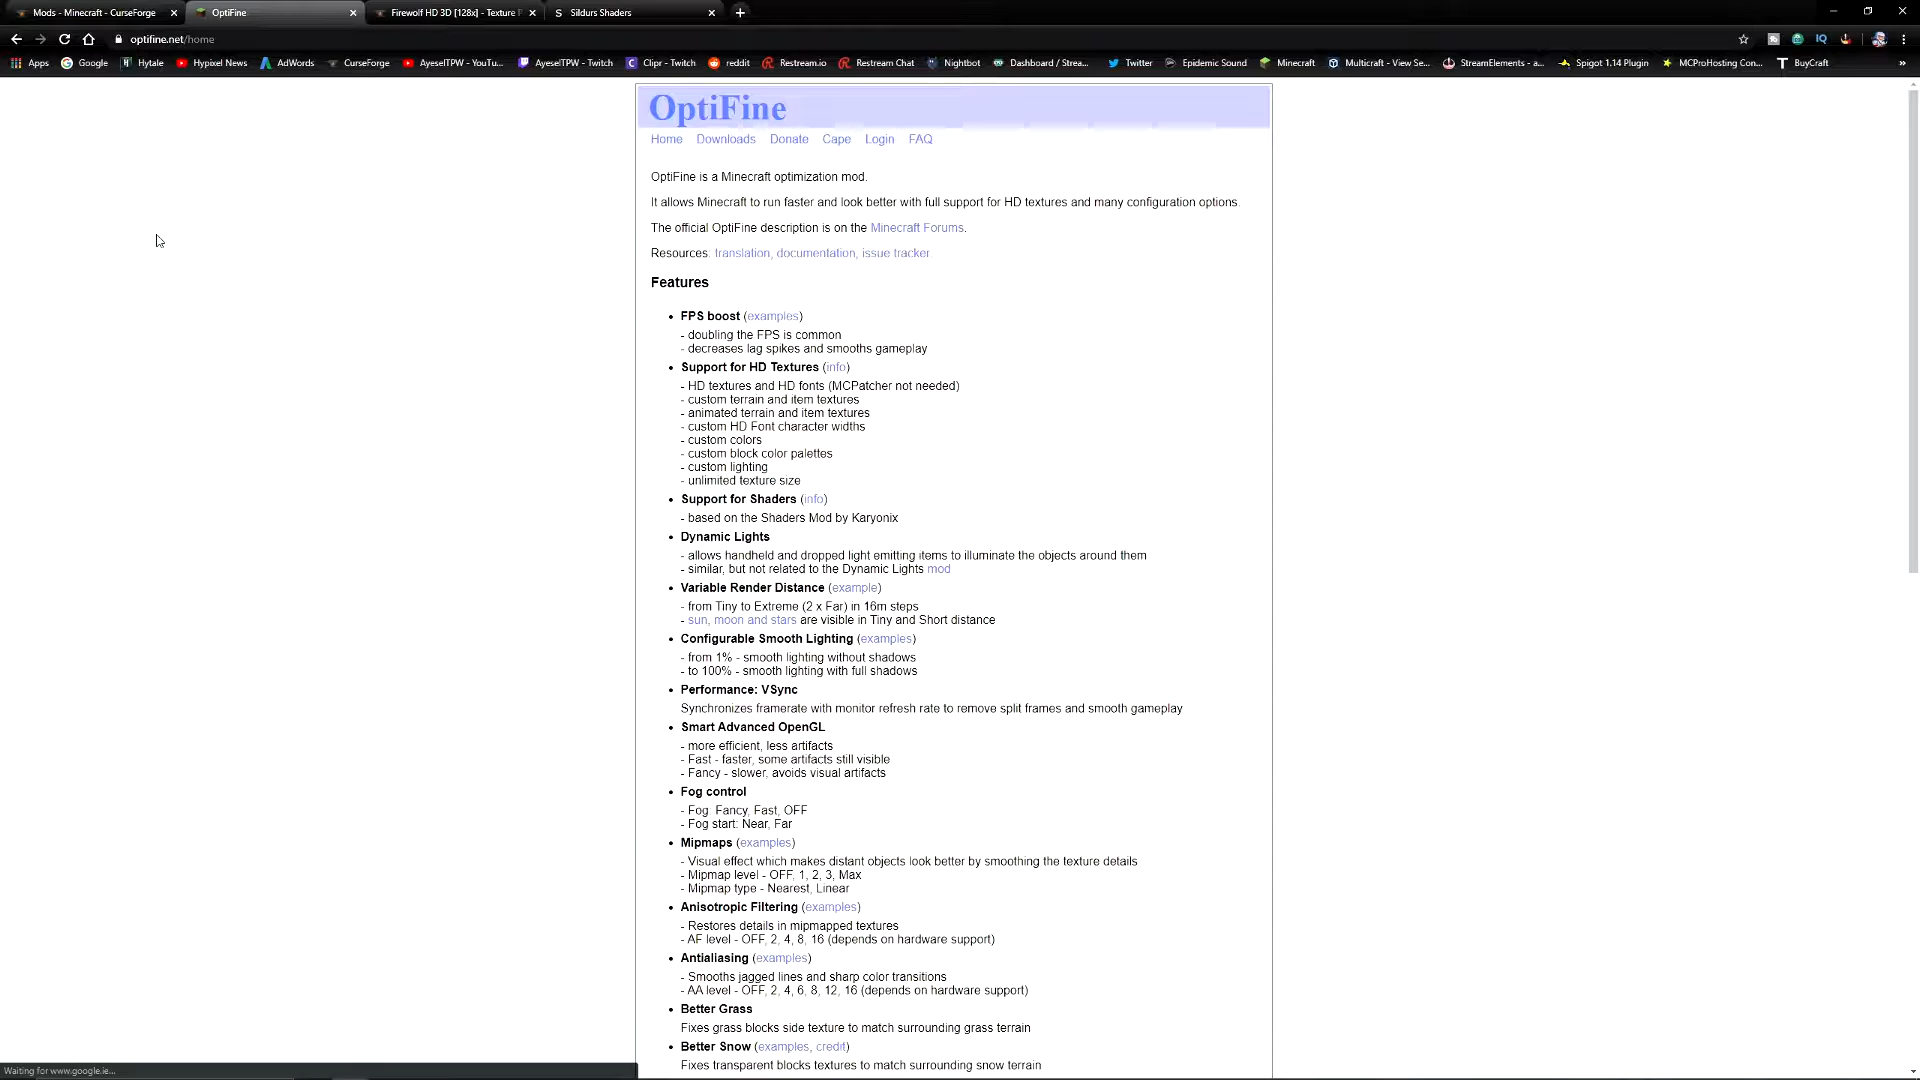 Mods - Minecraft - CurseForge
OptiFine
Firewolf HD 3D [128x] - Texture P
Sildurs Shaders
optifine.net/home
Apps Google Hytale Hypixel News AdWords CurseForge AyeselTPW - YouTu... AyeselTPW - Twitch Clipr - Twitch reddit Restream.io Restream Chat Nightbot Dashboard / Strea... Twitter Epidemic Sound Minecraft Multicraft - View Se... StreamElements - a... Spigot 1.14 Plugin MCProHosting Con... BuyCraft
OptiFine
Home Downloads Donate Cape Login FAQ
OptiFine is a Minecraft optimization mod.
It allows Minecraft to run faster and look better with full support for HD textures and many configuration options.
The official OptiFine description is on the Minecraft Forums.
Resources: translation, documentation, issue tracker.
Features
• FPS boost (examples)
- doubling the FPS is common
- decreases lag spikes and smooths gameplay
• Support for HD Textures (info)
- HD textures and HD fonts (MCPatcher not needed)
- custom terrain and item textures
- animated terrain and item textures
- custom HD Font character widths
- custom colors
- custom block color palettes
- custom lighting
- unlimited texture size
• Support for Shaders (info)
- based on the Shaders Mod by Karyonix
• Dynamic Lights
- allows handheld and dropped light emitting items to illuminate the objects around them
- similar, but not related to the Dynamic Lights mod
• Variable Render Distance (example)
- from Tiny to Extreme (2 x Far) in 16m steps
- sun, moon and stars are visible in Tiny and Short distance
• Configurable Smooth Lighting (examples)
- from 1% - smooth lighting without shadows
- to 100% - smooth lighting with full shadows
• Performance: VSync
Synchronizes framerate with monitor refresh rate to remove split frames and smooth gameplay
• Smart Advanced OpenGL
- more efficient, less artifacts
- Fast - faster, some artifacts still visible
- Fancy - slower, avoids visual artifacts
• Fog control
- Fog: Fancy, Fast, OFF
- Fog start: Near, Far
• Mipmaps (examples)
- Visual effect which makes distant objects look better by smoothing the texture details
- Mipmap level - OFF, 1, 2, 3, Max
- Mipmap type - Nearest, Linear
• Anisotropic Filtering (examples)
- Restores details in mipmapped textures
- AF level - OFF, 2, 4, 8, 16 (depends on hardware support)
• Antialiasing (examples)
- Smooths jagged lines and sharp color transitions
- AA level - OFF, 2, 4, 6, 8, 12, 16 (depends on hardware support)
• Better Grass
Fixes grass blocks side texture to match surrounding grass terrain
• Better Snow (examples, credit)
Fixes transparent blocks textures to match surrounding snow terrain
Waiting for www.google.ie...